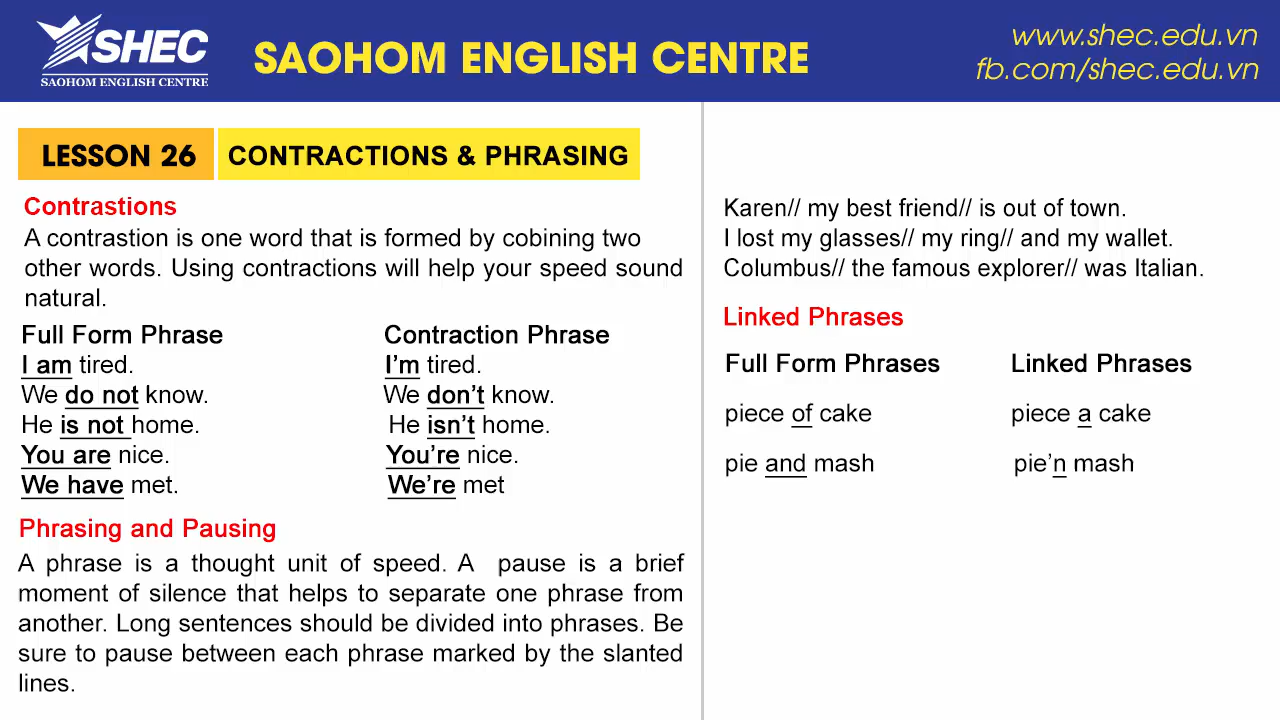 SHEC
SAOHOM ENGLISH CENTRE
SAOHOM ENGLISH CENTRE
www.shec.edu.vn
fb.com/shec.edu.vn
LESSON 26 CONTRACTIONS & PHRASING
Contrastions
A contrastion is one word that is formed by cobining two
other words. Using contractions will help your speed sound
natural.
Full Form Phrase Contraction Phrase
I am tired. I'm tired.
We do not know. We don't know.
He is not home. He isn't home.
You are nice. You're nice.
We have met. We're met
Phrasing and Pausing
A phrase is a thought unit of speed. A pause is a brief
moment of silence that helps to separate one phrase from
another. Long sentences should be divided into phrases. Be
sure to pause between each phrase marked by the slanted
lines.
Karen// my best friend// is out of town.
I lost my glasses// my ring// and my wallet.
Columbus// the famous explorer// was Italian.
Linked Phrases
Full Form Phrases Linked Phrases
piece of cake piece a cake
pie and mash pie'n mash